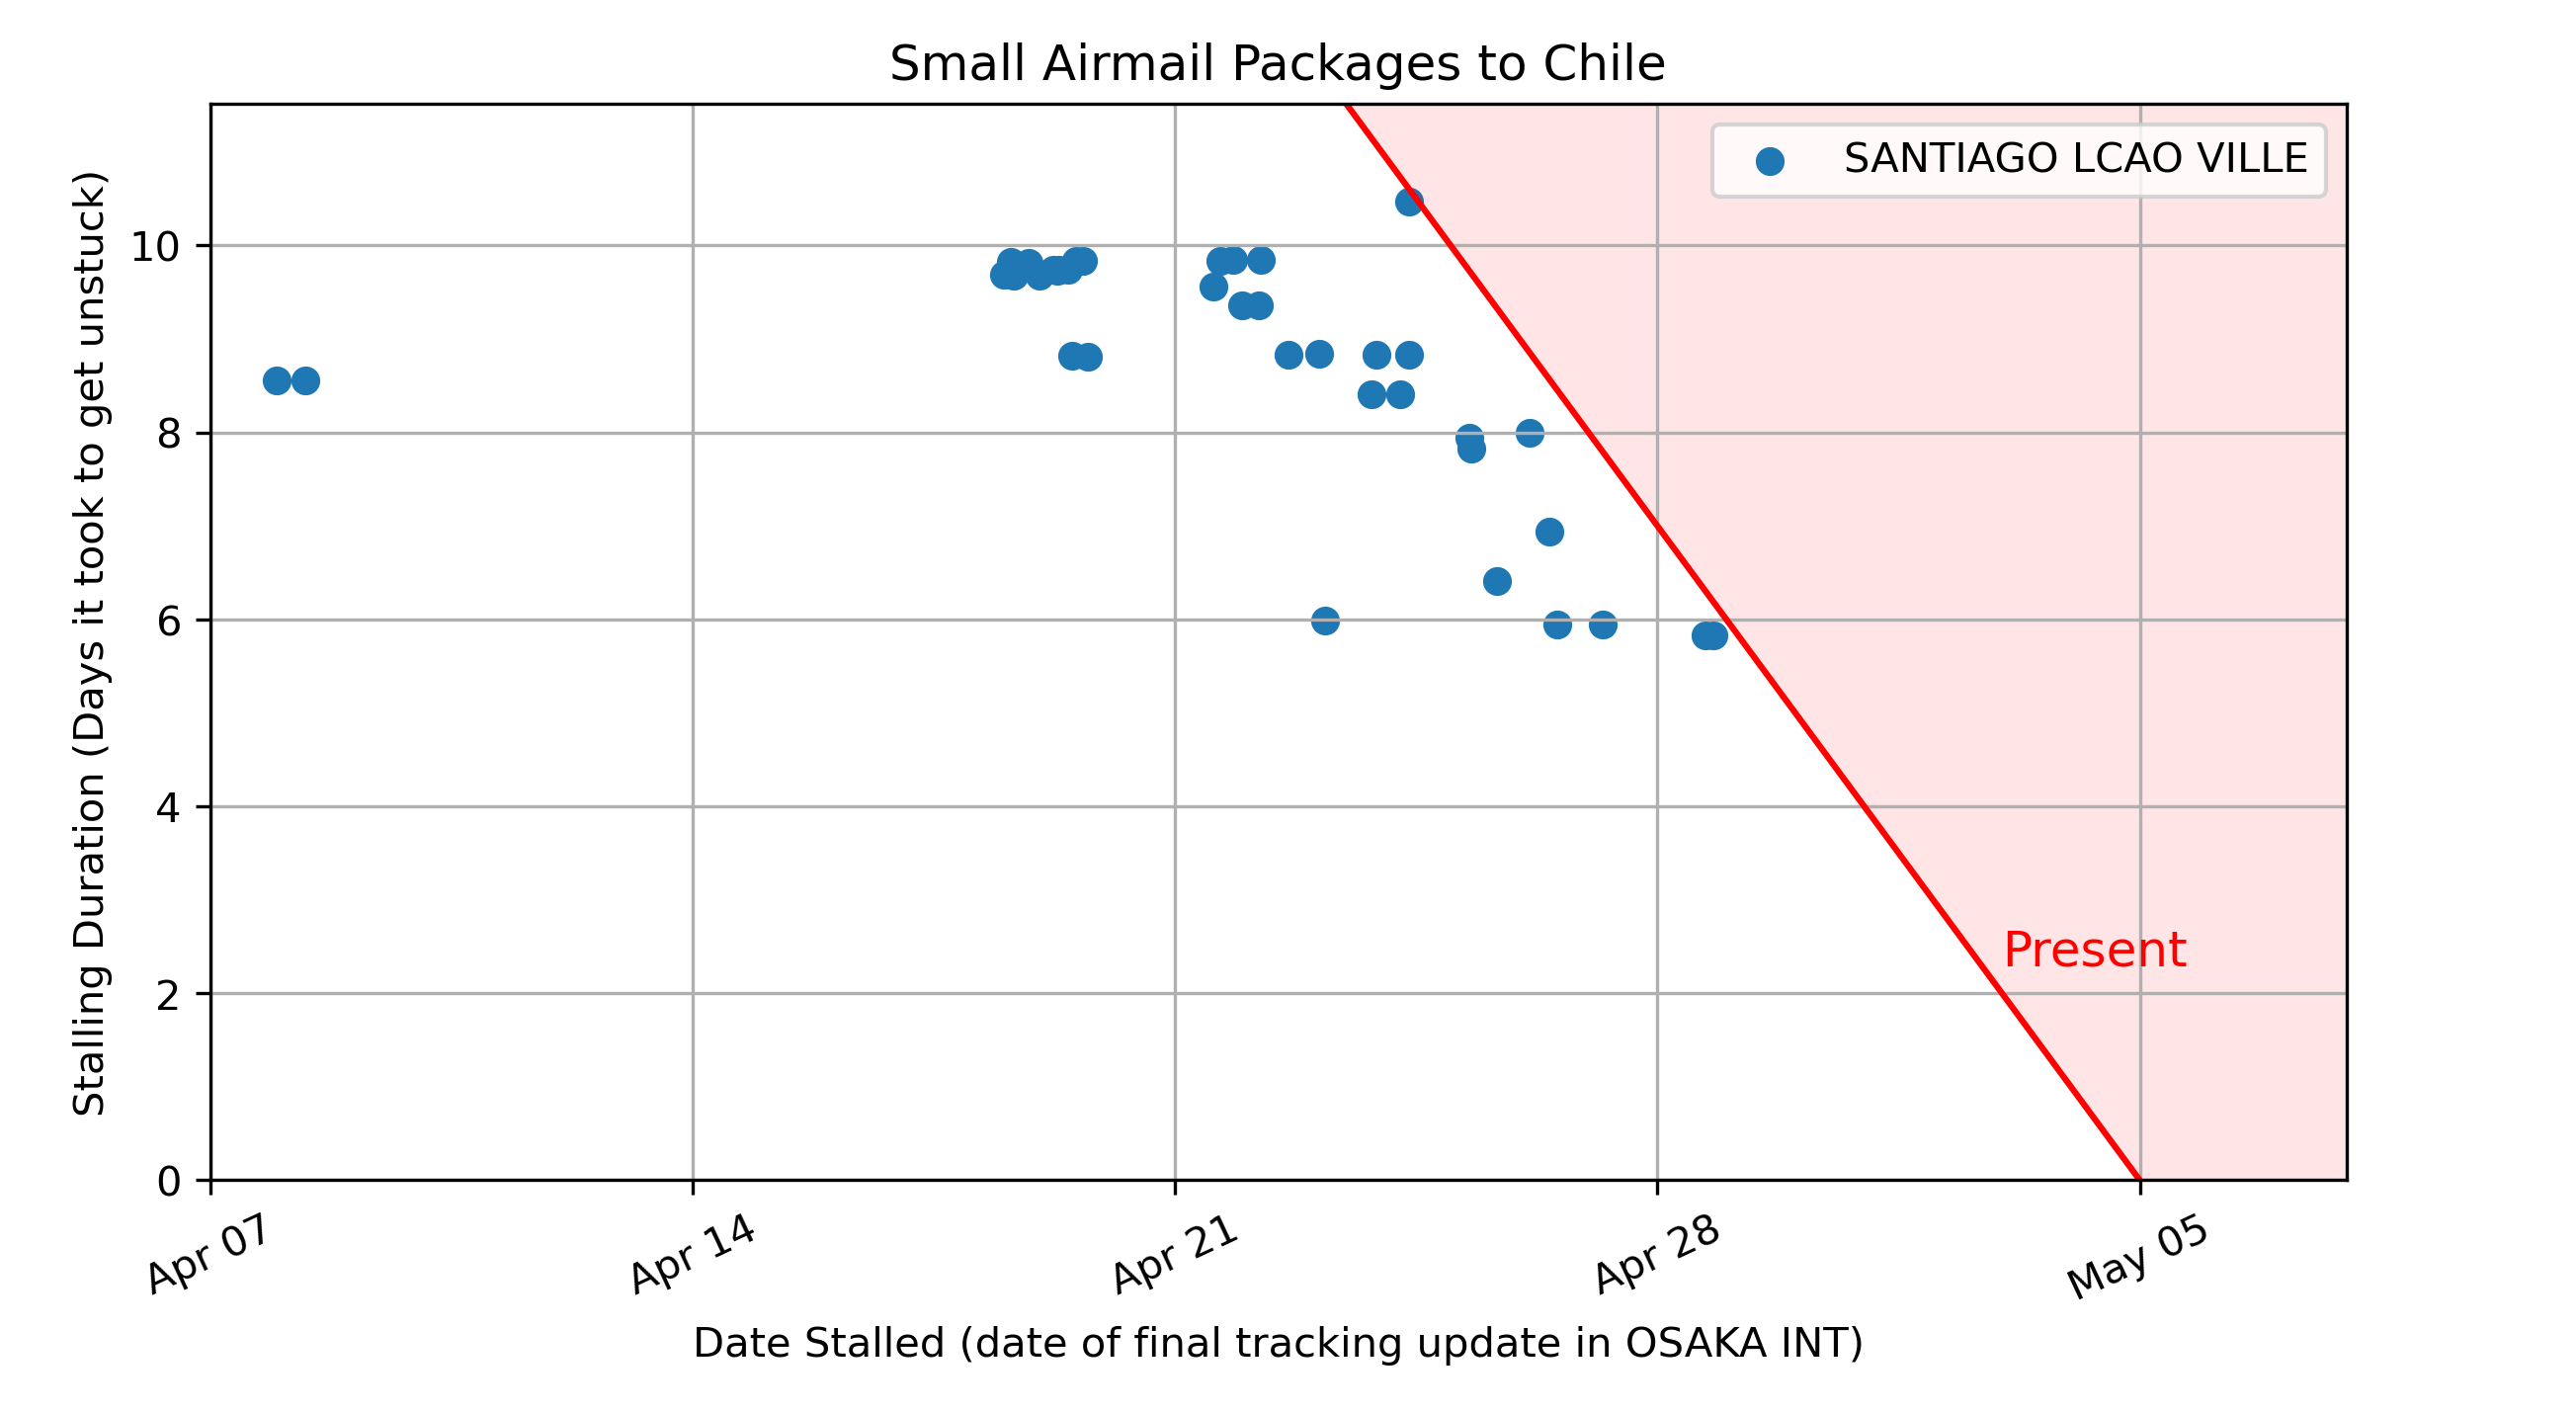 Small Airmail Packages to Chile
SANTIAGO LCAO VILLE
Stalling Duration (Days it took to get unstuck)
10
8
6
4
2
0
Present
Apr 07
Apr 14
Apr 21
Apr 28
May 05
Date Stalled (date of final tracking update in OSAKA INT)